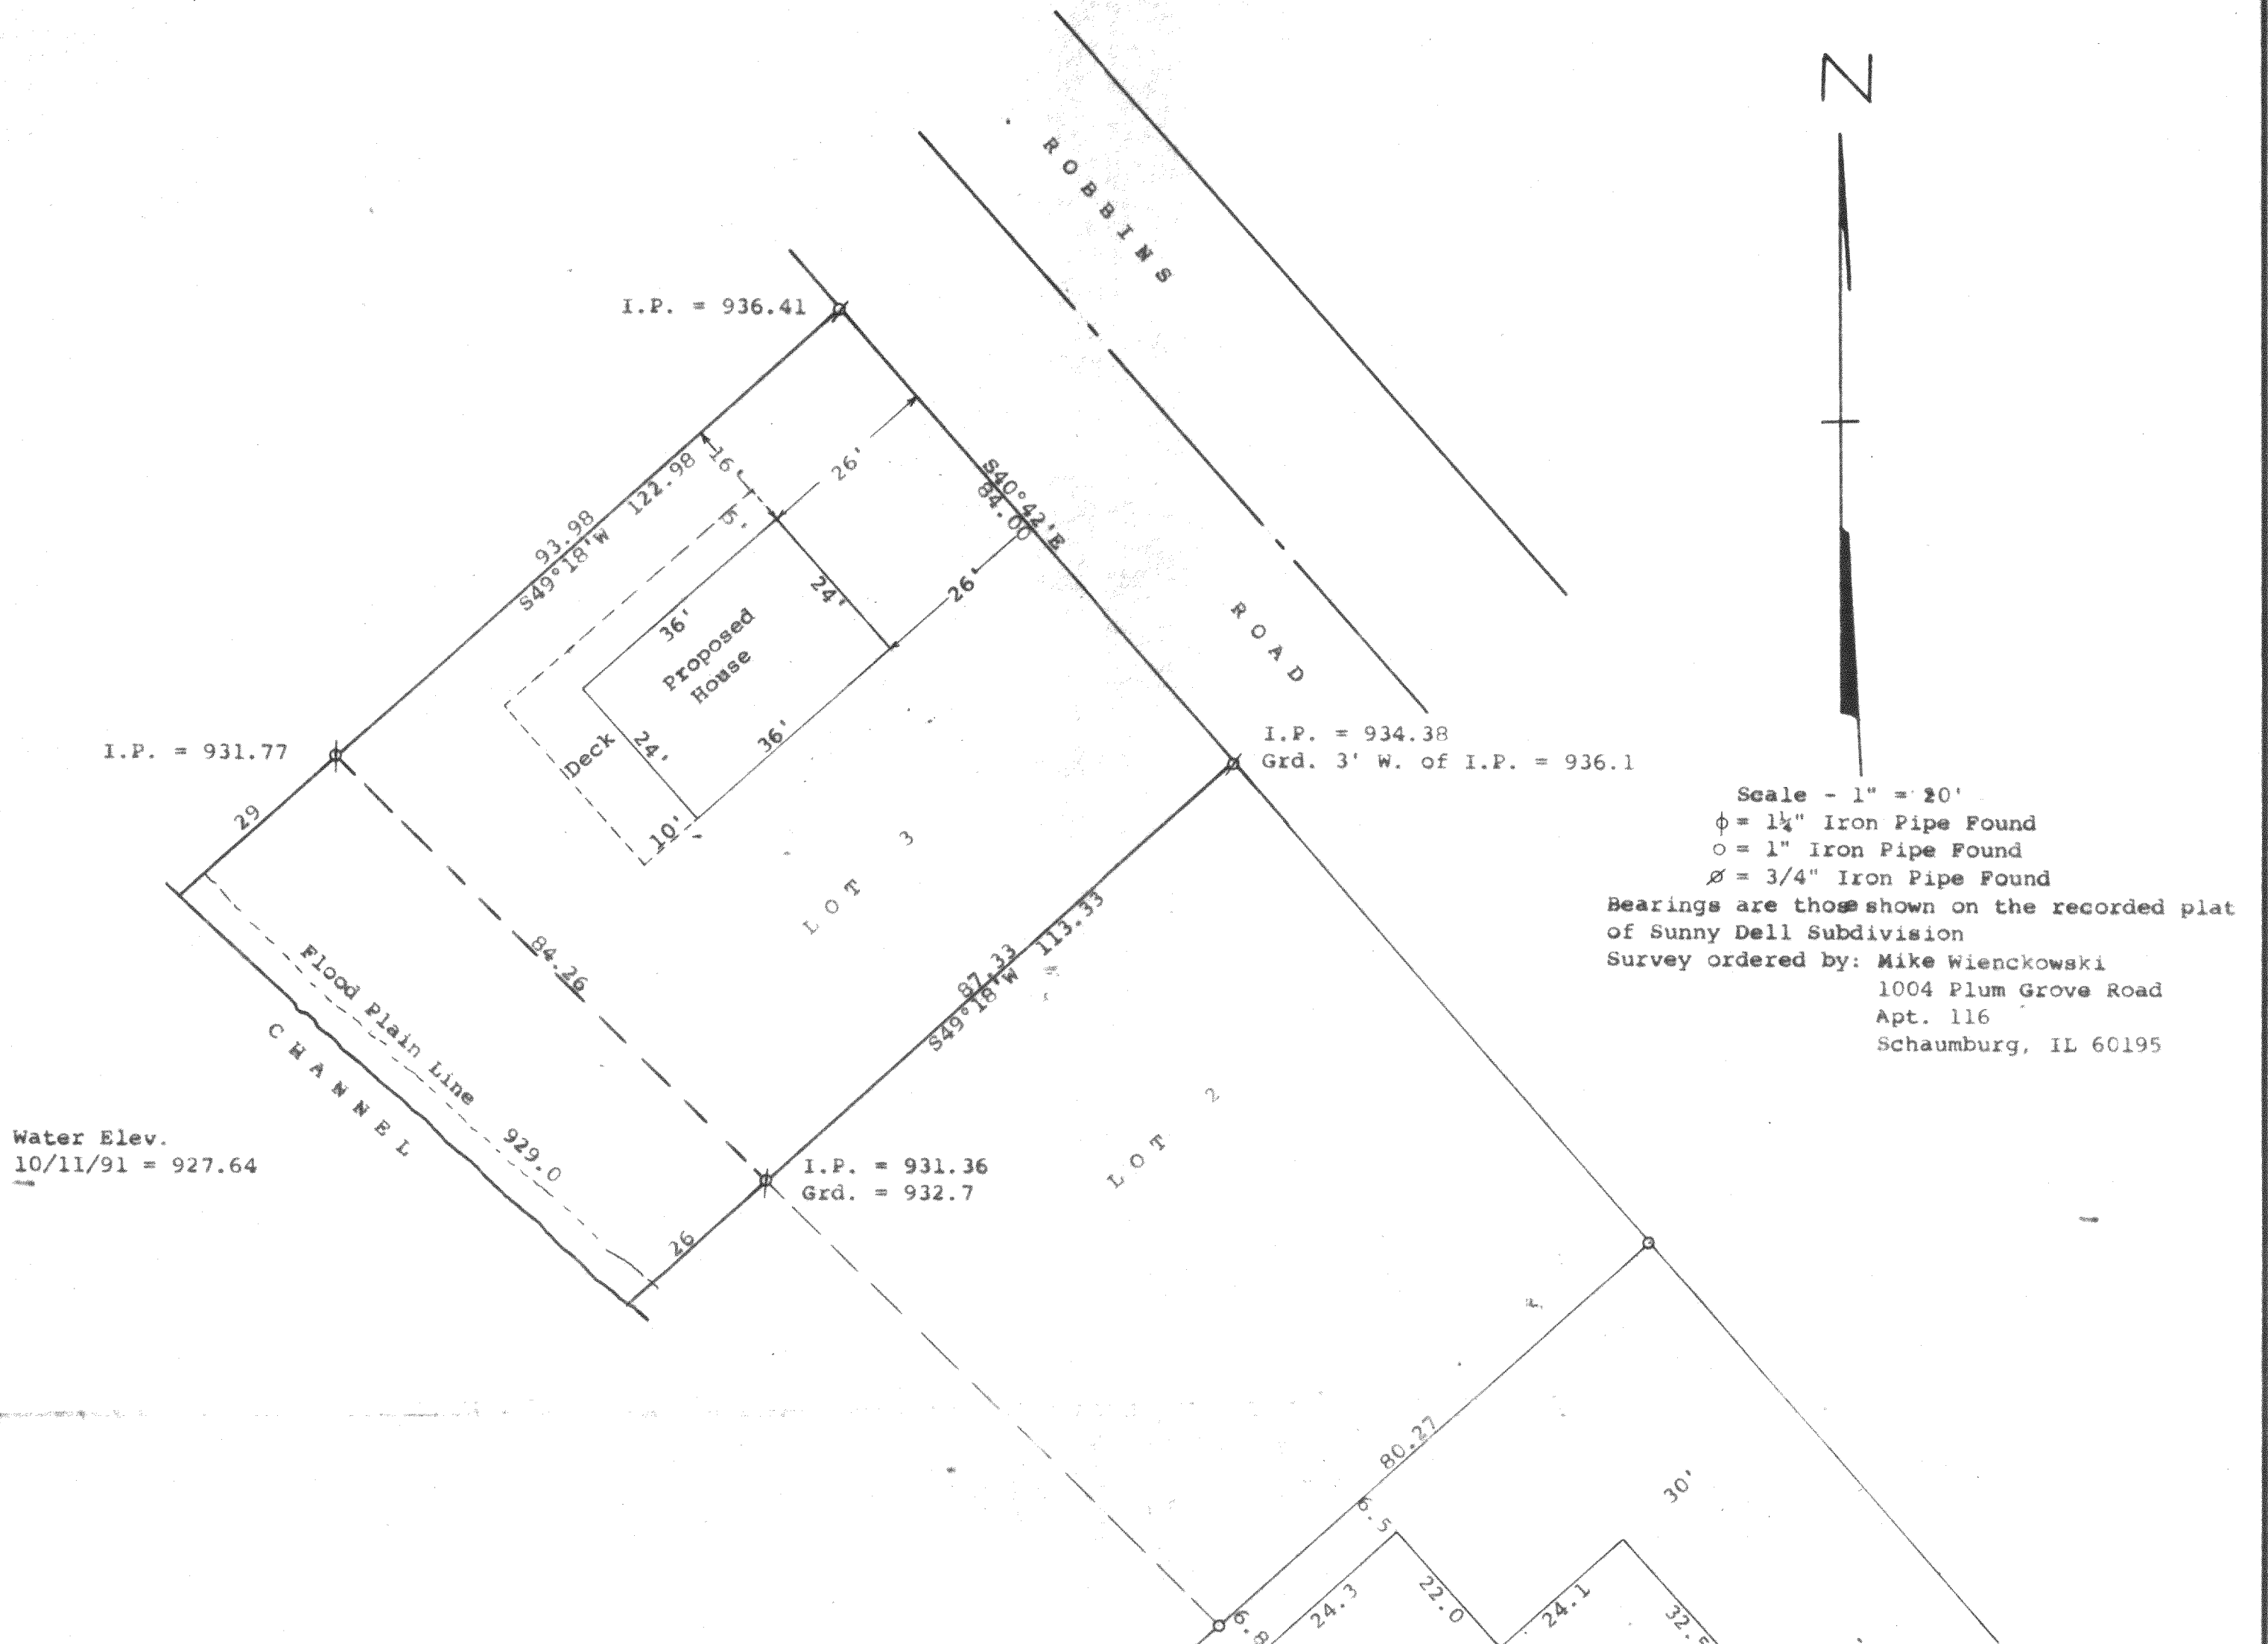 N
ROBBINS
ROAD
I.P. = 936.41
16'
26'
S40°42'E
84.00
122.98
93.98
S49°18'W
5'
24'
26'
36'
Proposed
House
36'
24'
Deck
10'
I.P. = 931.77
29
I.P. = 934.38
Grd. 3' W. of I.P. = 936.1
Scale - 1" = 20'
ϕ = 1¼" Iron Pipe Found
○ = 1" Iron Pipe Found
⌀ = 3/4" Iron Pipe Found
Bearings are those shown on the recorded plat
of Sunny Dell Subdivision
Survey ordered by: Mike Wienckowski
1004 Plum Grove Road
Apt. 116
Schaumburg, IL 60195
LOT 3
113.33
87.33
S49°18'W
84.26
Flood Plain Line 929.0
CHANNEL
Water Elev.
10/11/91 = 927.64
I.P. = 931.36
Grd. = 932.7
26
LOT 2
80.27
30'
6.5
24.3
22.0
24.1
6.8